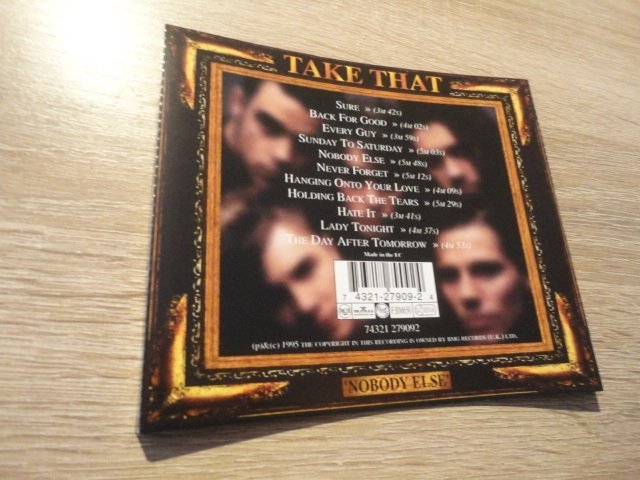 TAKE THAT
SURE » (3M 42s)
BACK FOR GOOD » (4M 02s)
EVERY GUY » (3M 59s)
SUNDAY TO SATURDAY » (5M 03s)
NOBODY ELSE » (5M 48s)
NEVER FORGET » (5M 12s)
HANGING ONTO YOUR LOVE » (4M 09s)
HOLDING BACK THE TEARS » (5M 29s)
HATE IT » (3M 41s)
LADY TONIGHT » (4M 37s)
THE DAY AFTER TOMORROW » (4M 53s)
Made in the EC
7 4321-27909-2 4
74321 279092
(p)&(c) 1995 THE COPYRIGHT IN THIS RECORDING IS OWNED BY BMG RECORDS (U.K.) LTD.
'NOBODY ELSE'